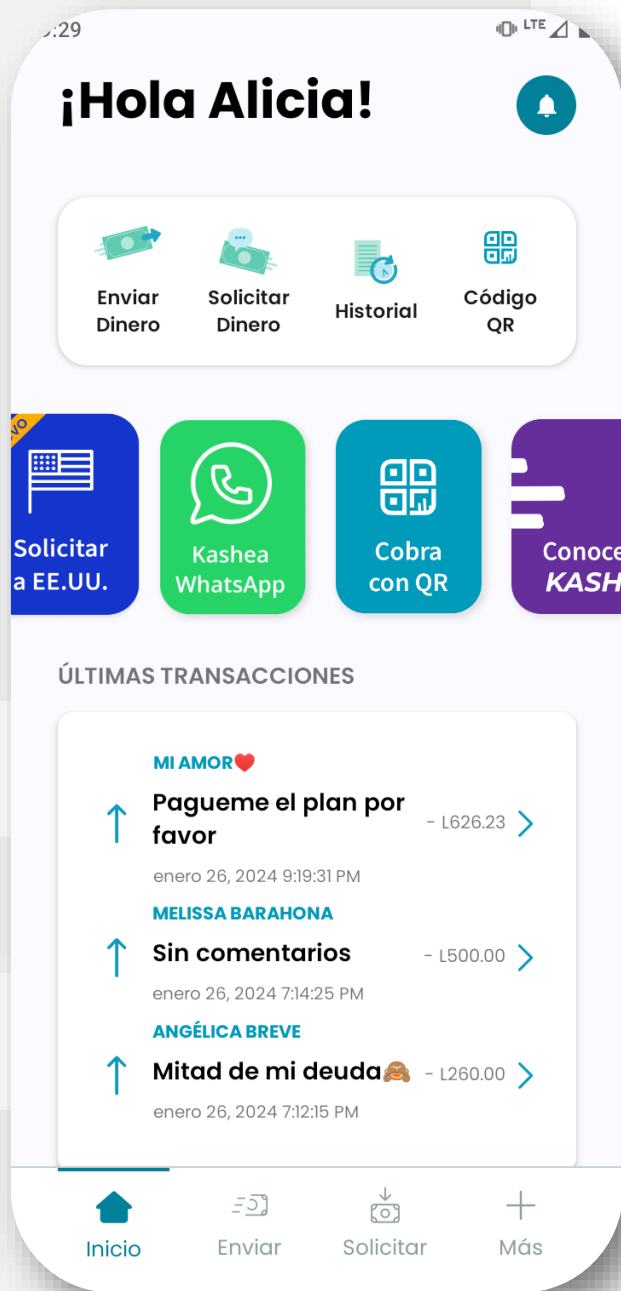 :29
LTE
¡Hola Alicia!
Enviar
Dinero
Solicitar
Dinero
Historial
Código
QR
VO
Solicitar
a EE.UU.
Kashea
WhatsApp
Cobra
con QR
Conoce
KASH
ÚLTIMAS TRANSACCIONES
MI AMOR❤️
Pagueme el plan por
favor
- L626.23
enero 26, 2024 9:19:31 PM
MELISSA BARAHONA
Sin comentarios
- L500.00
enero 26, 2024 7:14:25 PM
ANGÉLICA BREVE
Mitad de mi deuda🙈
- L260.00
enero 26, 2024 7:12:15 PM
Inicio
Enviar
Solicitar
Más